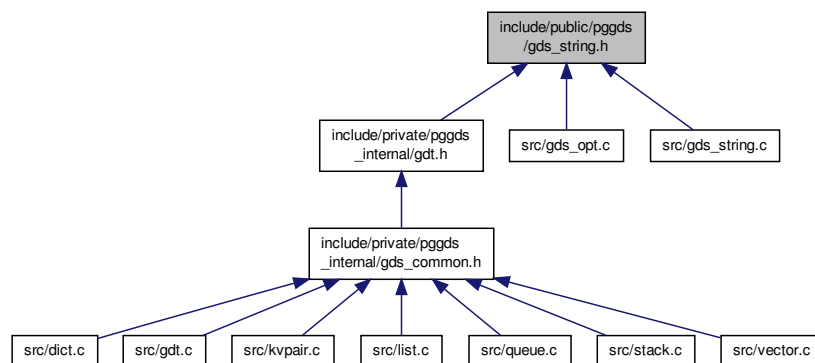 include/public/pggds
/gds_string.h
include/private/pggds
_internal/gdt.h
src/gds_opt.c
src/gds_string.c
include/private/pggds
_internal/gds_common.h
src/dict.c
src/gdt.c
src/kvpair.c
src/list.c
src/queue.c
src/stack.c
src/vector.c